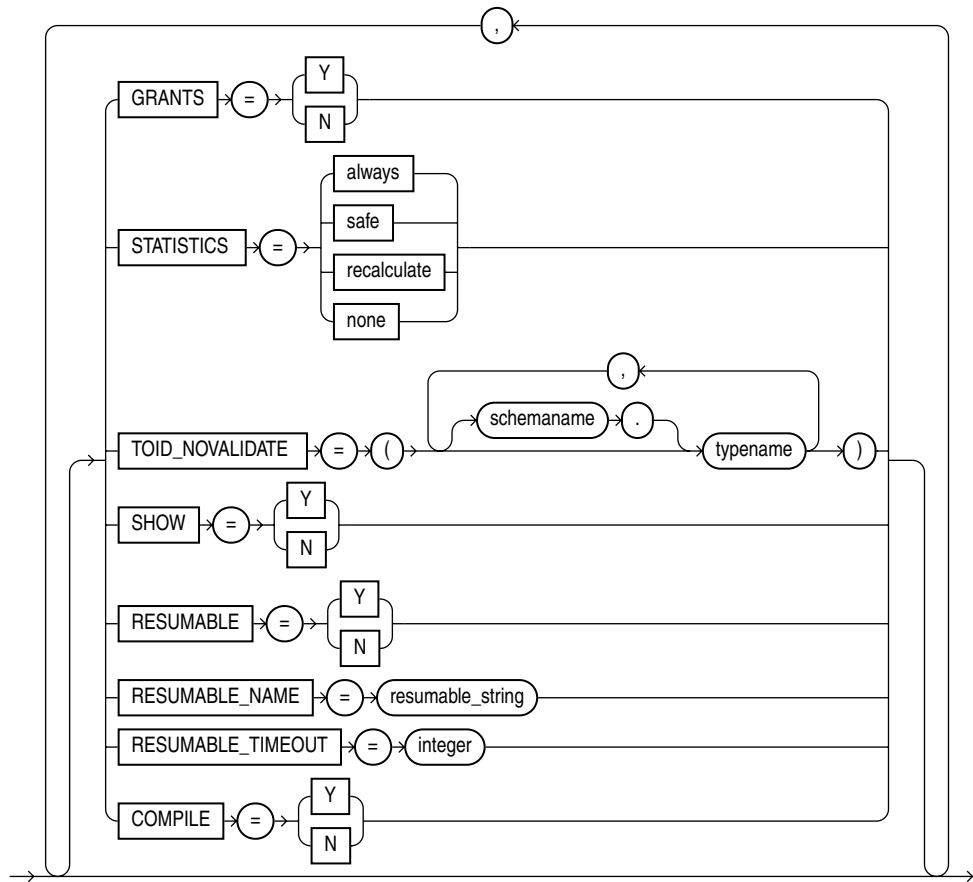 ,
Y
GRANTS =
N
always
safe
STATISTICS =
recalculate
none
,
schemaname .
TOID_NOVALIDATE = ( typename )
Y
SHOW =
N
Y
RESUMABLE =
N
RESUMABLE_NAME = resumable_string
RESUMABLE_TIMEOUT = integer
Y
COMPILE =
N